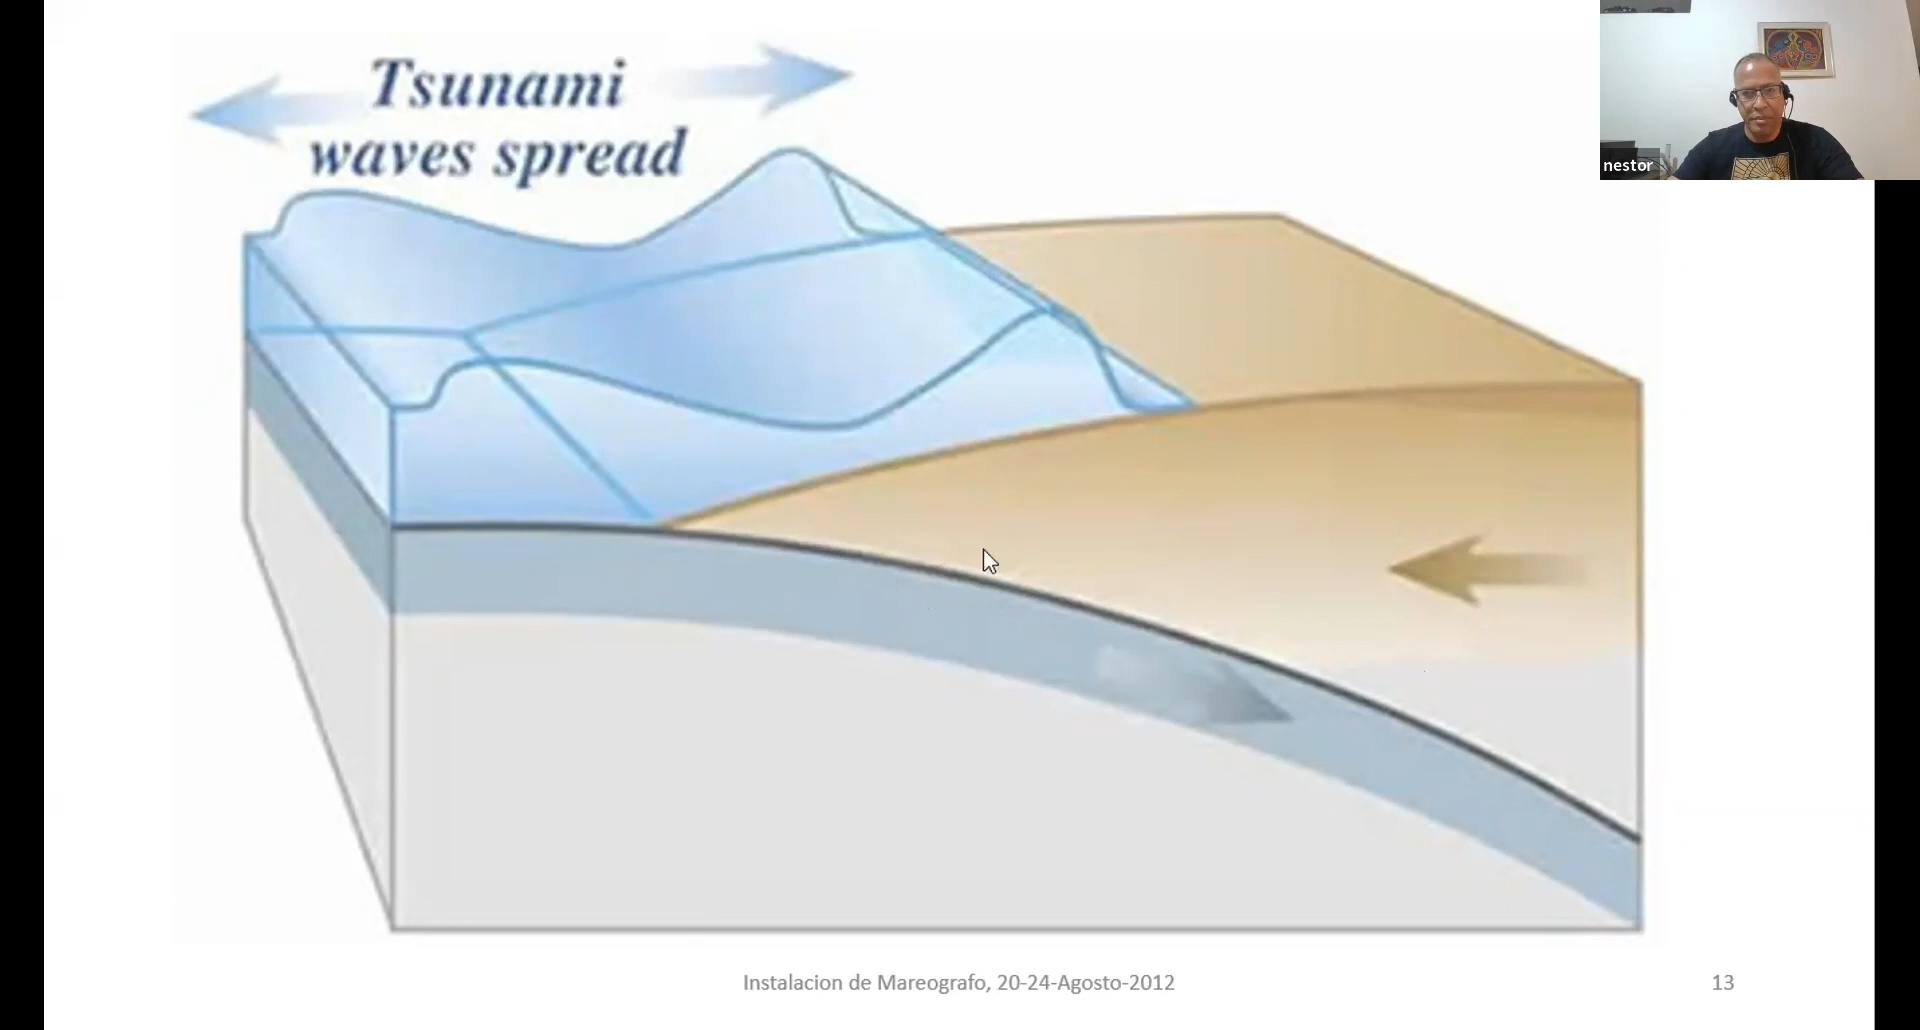 Tsunami
waves spread
nestor
Instalacion de Mareografo, 20-24-Agosto-2012
13